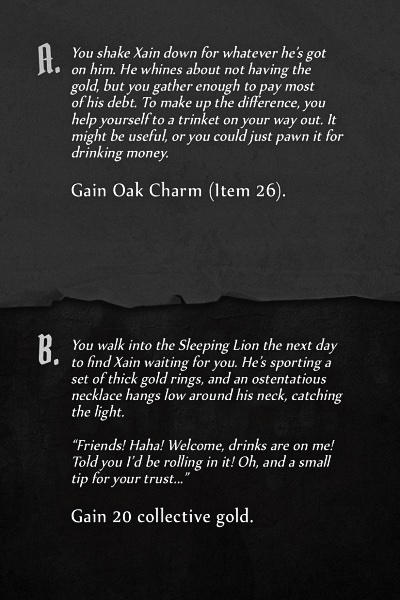 A. You shake Xain down for whatever he's got
on him. He whines about not having the
gold, but you gather enough to pay most
of his debt. To make up the difference, you
help yourself to a trinket on your way out. It
might be useful, or you could just pawn it for
drinking money.
Gain Oak Charm (Item 26).
B. You walk into the Sleeping Lion the next day
to find Xain waiting for you. He's sporting a
set of thick gold rings, and an ostentatious
necklace hangs low around his neck, catching
the light.
"Friends! Haha! Welcome, drinks are on me!
Told you I'd be rolling in it! Oh, and a small
tip for your trust..."
Gain 20 collective gold.